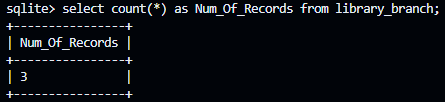 sqlite> select count(*) as Num_Of_Records from library_branch;
+----------------+
| Num_Of_Records |
+----------------+
| 3              |
+----------------+